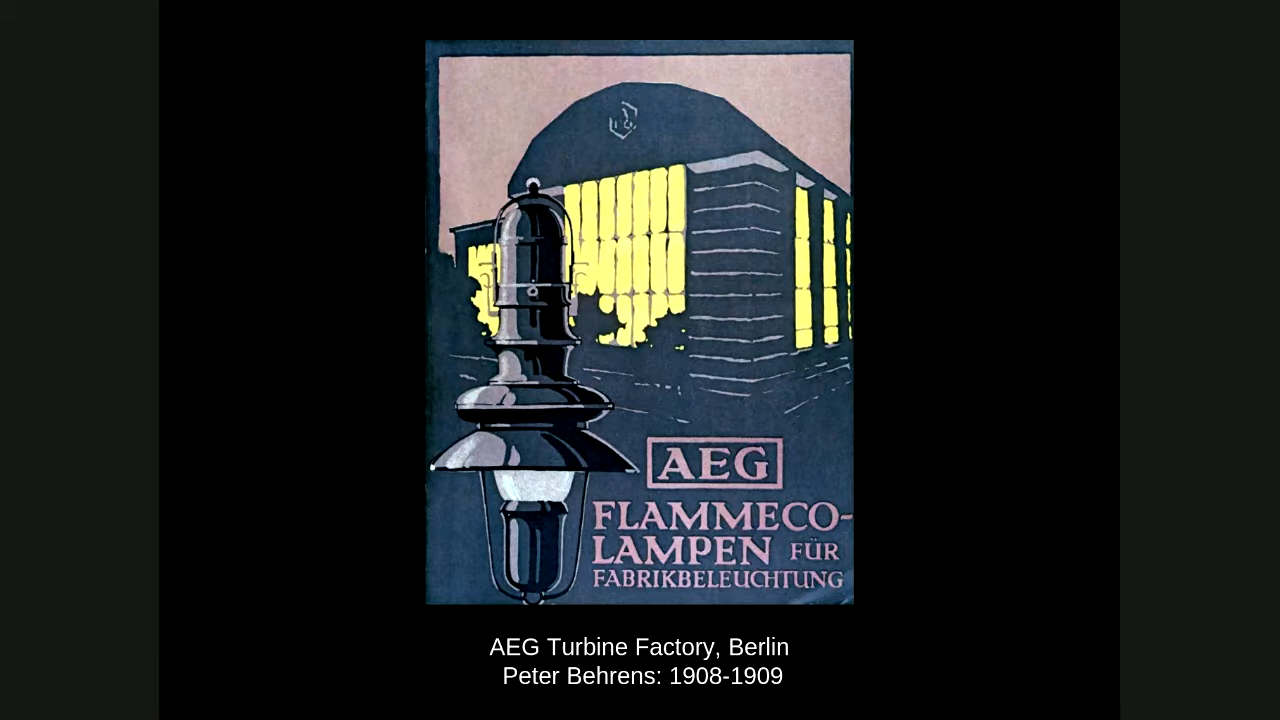 AEG
FLAMMECO-
LAMPEN FÜR
FABRIKBELEUCHTUNG
AEG Turbine Factory, Berlin
Peter Behrens: 1908-1909